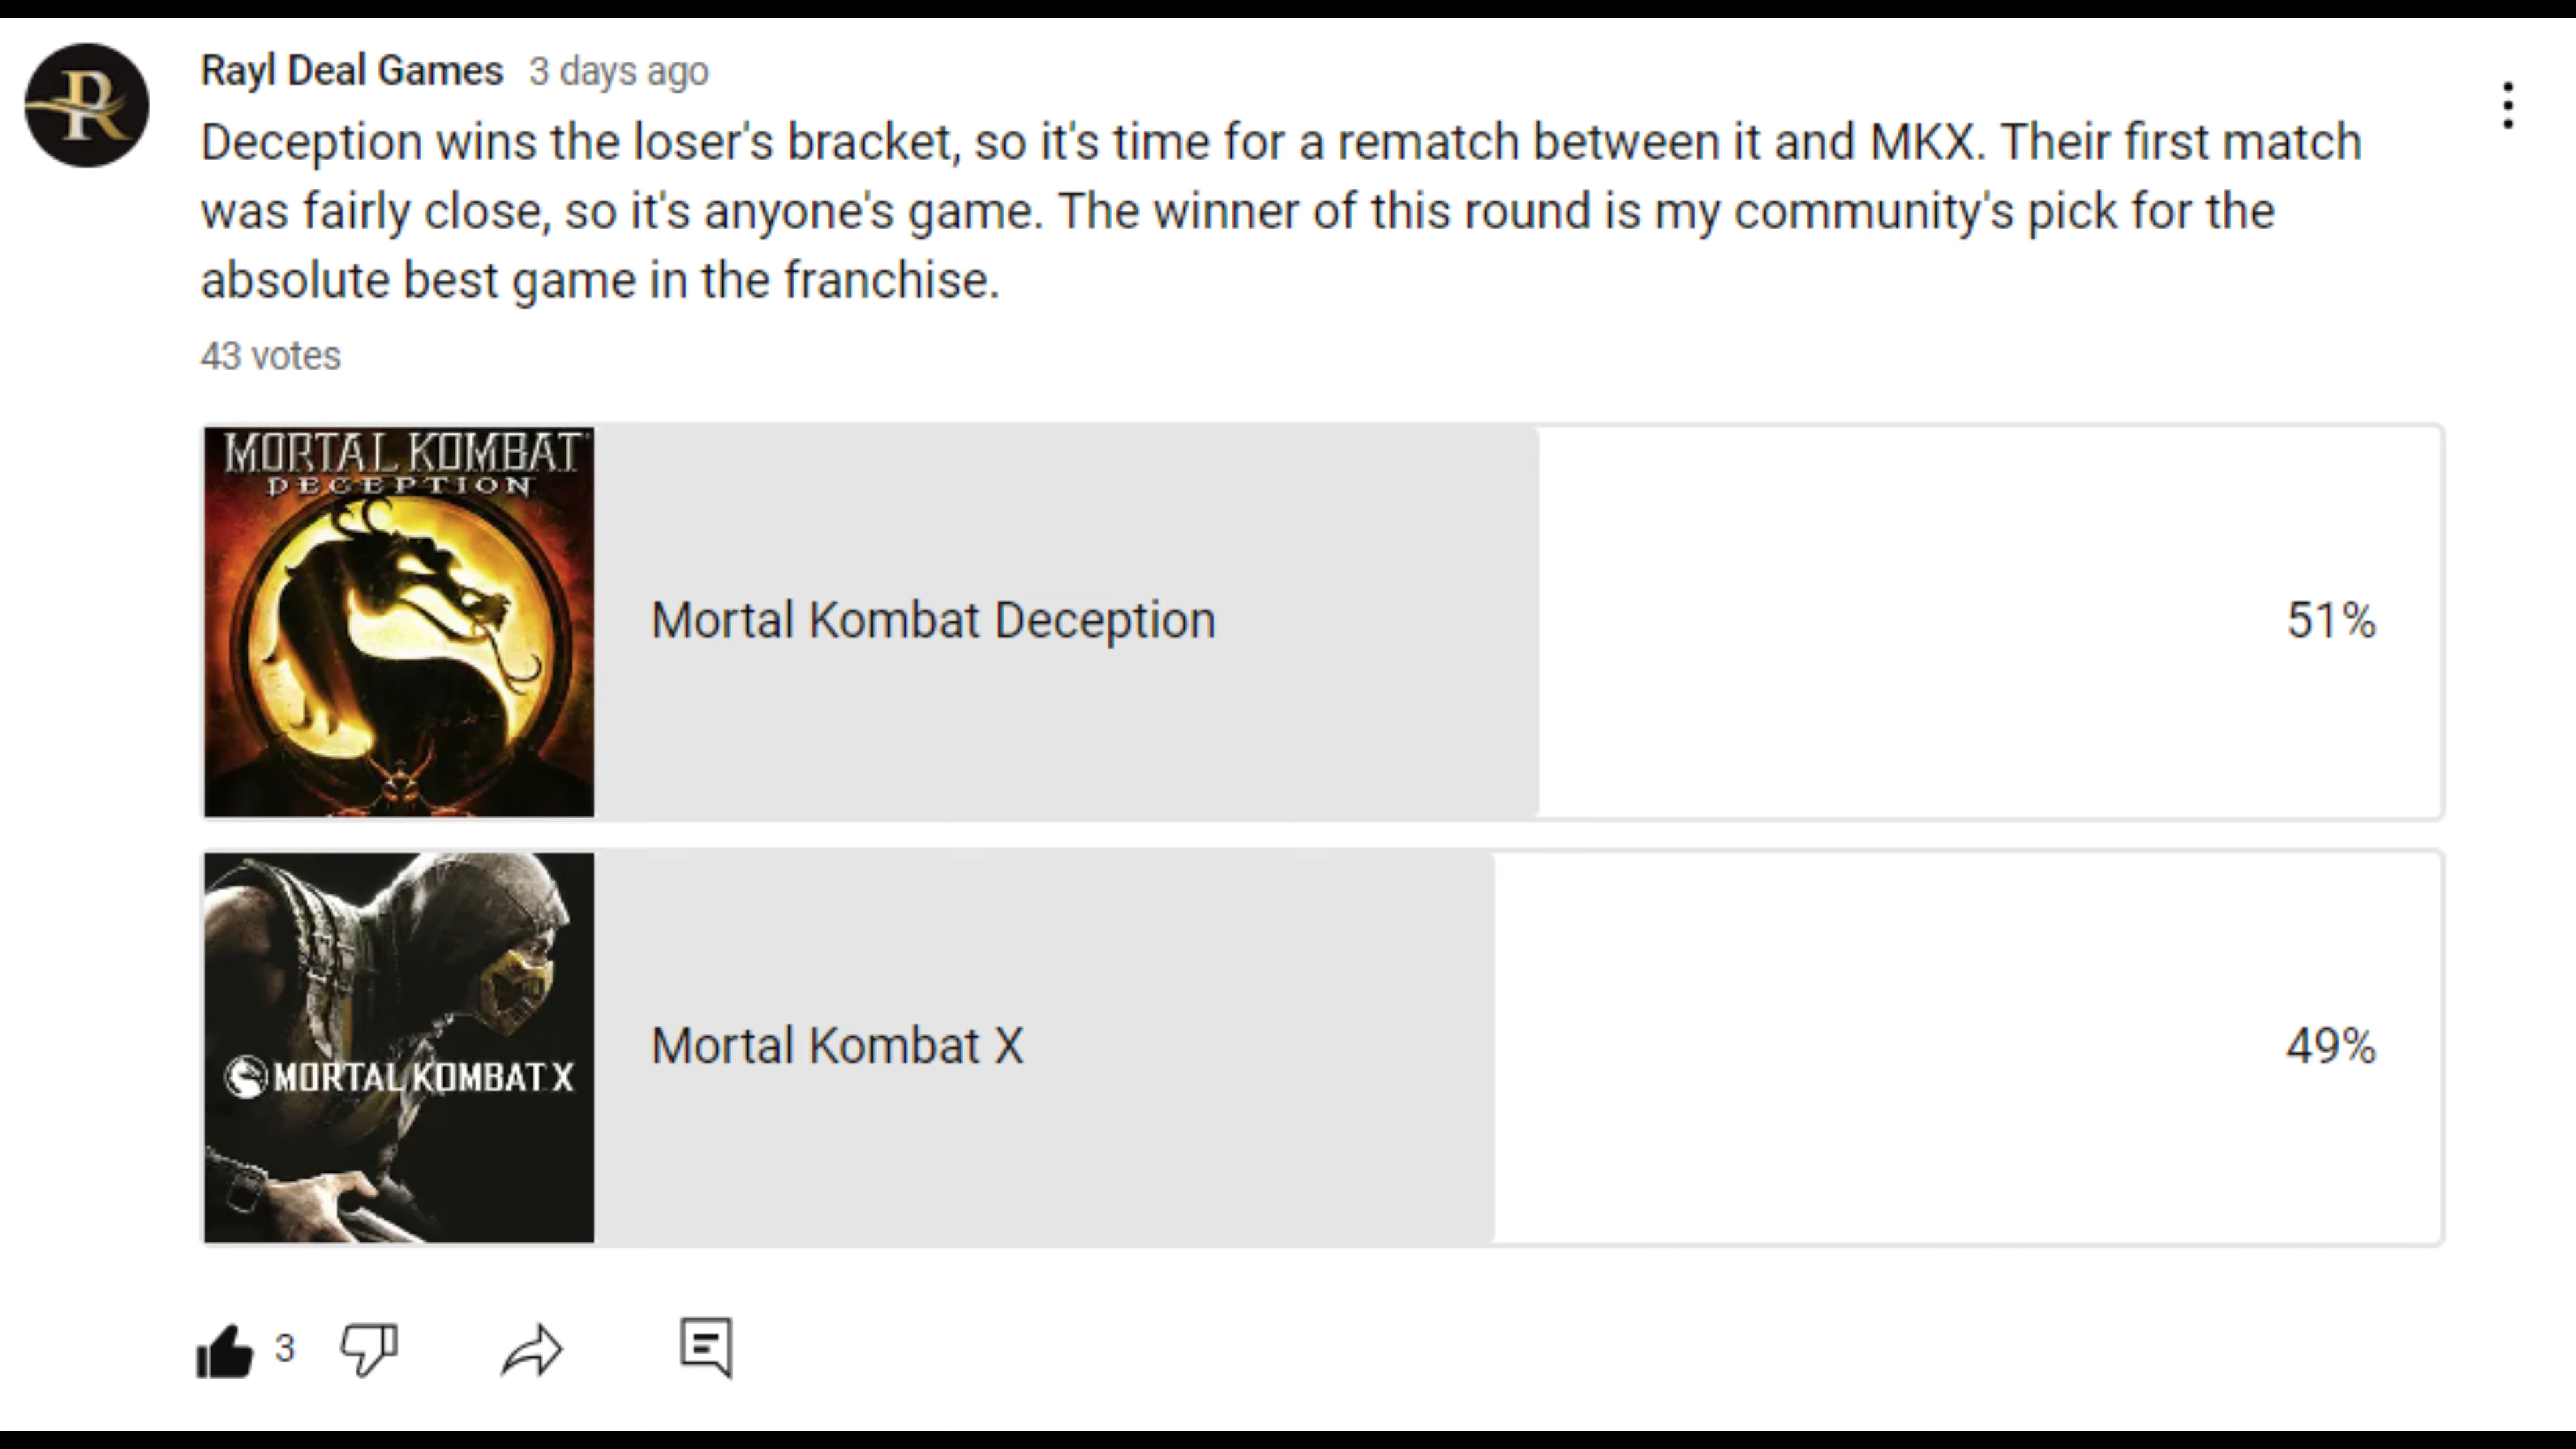 Rayl Deal Games 3 days ago
Deception wins the loser's bracket, so it's time for a rematch between it and MKX. Their first match
was fairly close, so it's anyone's game. The winner of this round is my community's pick for the
absolute best game in the franchise.
43 votes
MORTAL KOMBAT
DECEPTION
Mortal Kombat Deception 51%
Mortal Kombat X 49%
MORTAL KOMBAT X
3